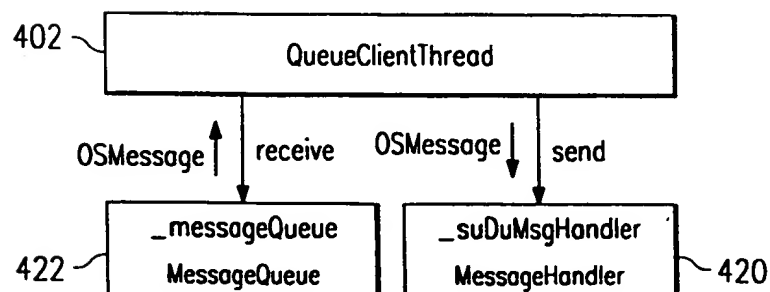 402
QueueClientThread
OSMessage receive OSMessage send
_messageQueue
MessageQueue
_suDuMsgHandler
MessageHandler
422
420